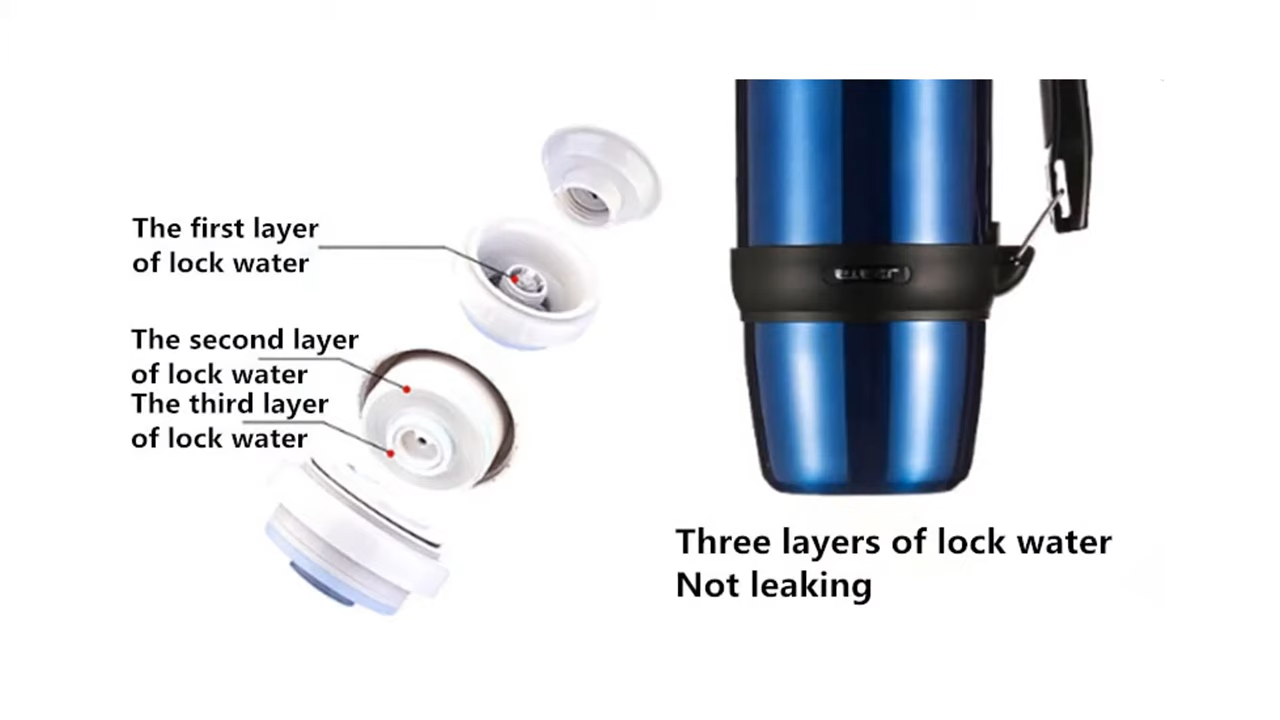 The first layer
of lock water
The second layer
of lock water
The third layer
of lock water
Three layers of lock water
Not leaking